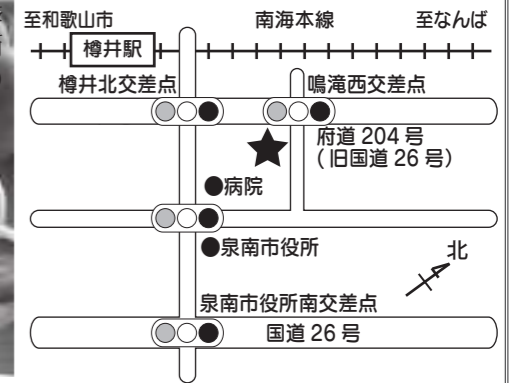 至和歌山市 南海本線 至なんば
樽井駅
樽井北交差点 鳴滝西交差点
府道 204 号
( 旧国道 26 号)
●病院
●泉南市役所
北
泉南市役所南交差点
国道 26 号